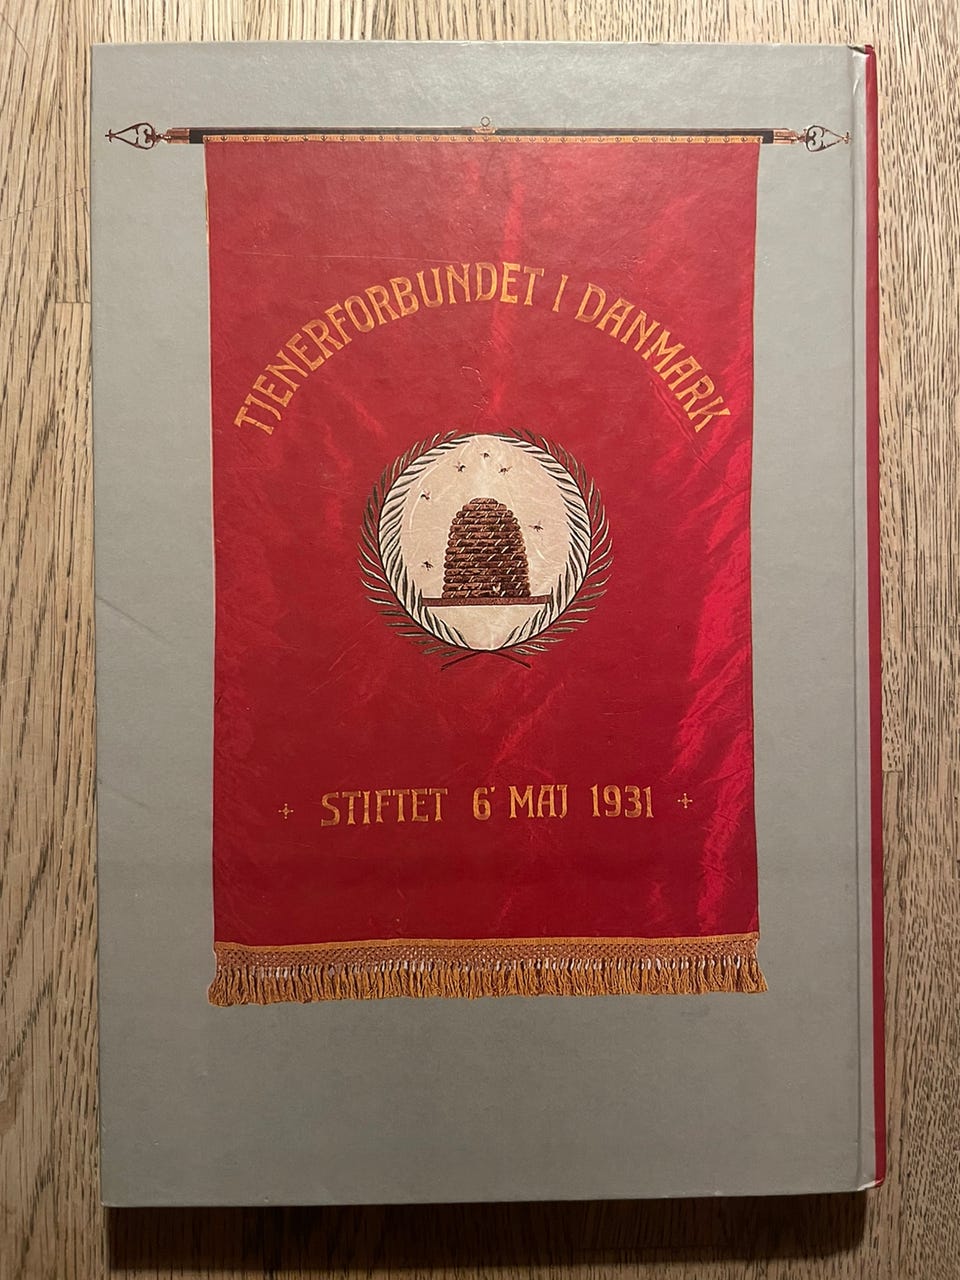 TJENERFORBUNDET I DANMARK
STIFTET 6' MAJ 1931